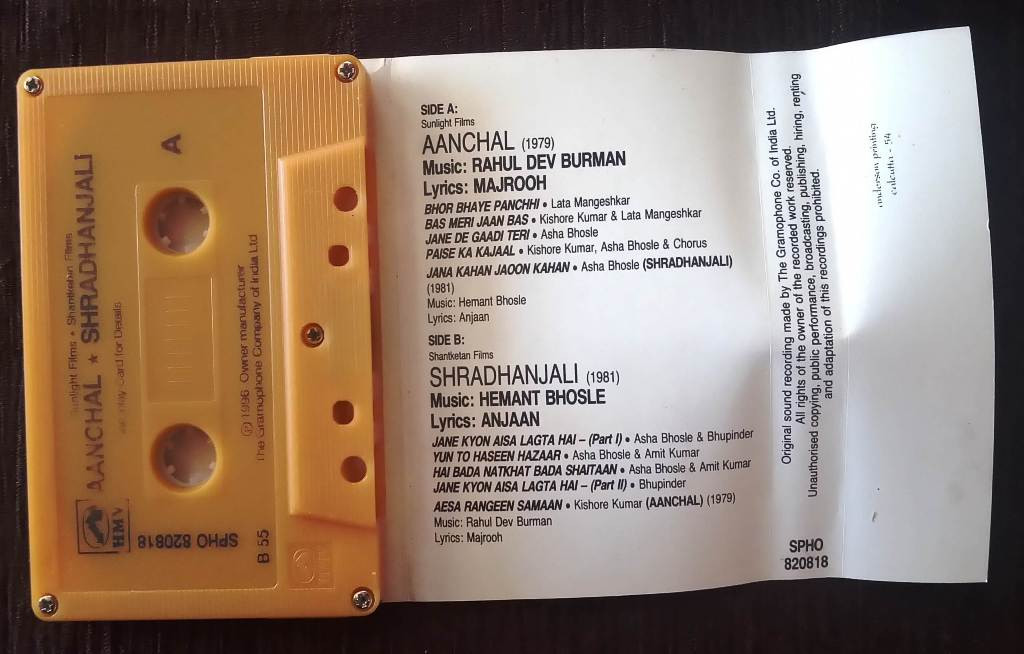 A
Sunlight Films • Shantketan Films
AANCHAL ★ SHRADHANJALI
Card for Details
℗ 1996 Owner manufacturer
The Gramophone Company of India Ltd
HMV
SPHO 820818
B 55
SIDE A:
Sunlight Films
AANCHAL (1979)
Music: RAHUL DEV BURMAN
Lyrics: MAJROOH
BHOR BHAYE PANCHHI • Lata Mangeshkar
BAS MERI JAAN BAS • Kishore Kumar & Lata Mangeshkar
JANE DE GAADI TERI • Asha Bhosle
PAISE KA KAJAAL • Kishore Kumar, Asha Bhosle & Chorus
JANA KAHAN JAOON KAHAN • Asha Bhosle (SHRADHANJALI)
(1981)
Music: Hemant Bhosle
Lyrics: Anjaan
SIDE B:
Shantketan Films
SHRADHANJALI (1981)
Music: HEMANT BHOSLE
Lyrics: ANJAAN
JANE KYON AISA LAGTA HAI – (Part I) • Asha Bhosle & Bhupinder
YUN TO HASEEN HAZAAR • Asha Bhosle & Amit Kumar
HAI BADA NATKHAT BADA SHAITAAN • Asha Bhosle & Amit Kumar
JANE KYON AISA LAGTA HAI – (Part II) • Bhupinder
AESA RANGEEN SAMAAN • Kishore Kumar (AANCHAL) (1979)
Music: Rahul Dev Burman
Lyrics: Majrooh
Original sound recording made by The Gramophone Co. of India Ltd.
All rights of the owner of the recorded work reserved.
Unauthorised copying, public performance, broadcasting, publishing, hiring, renting
and adaptation of this recordings prohibited.
SPHO
820818
anderson printing
calcutta - 54